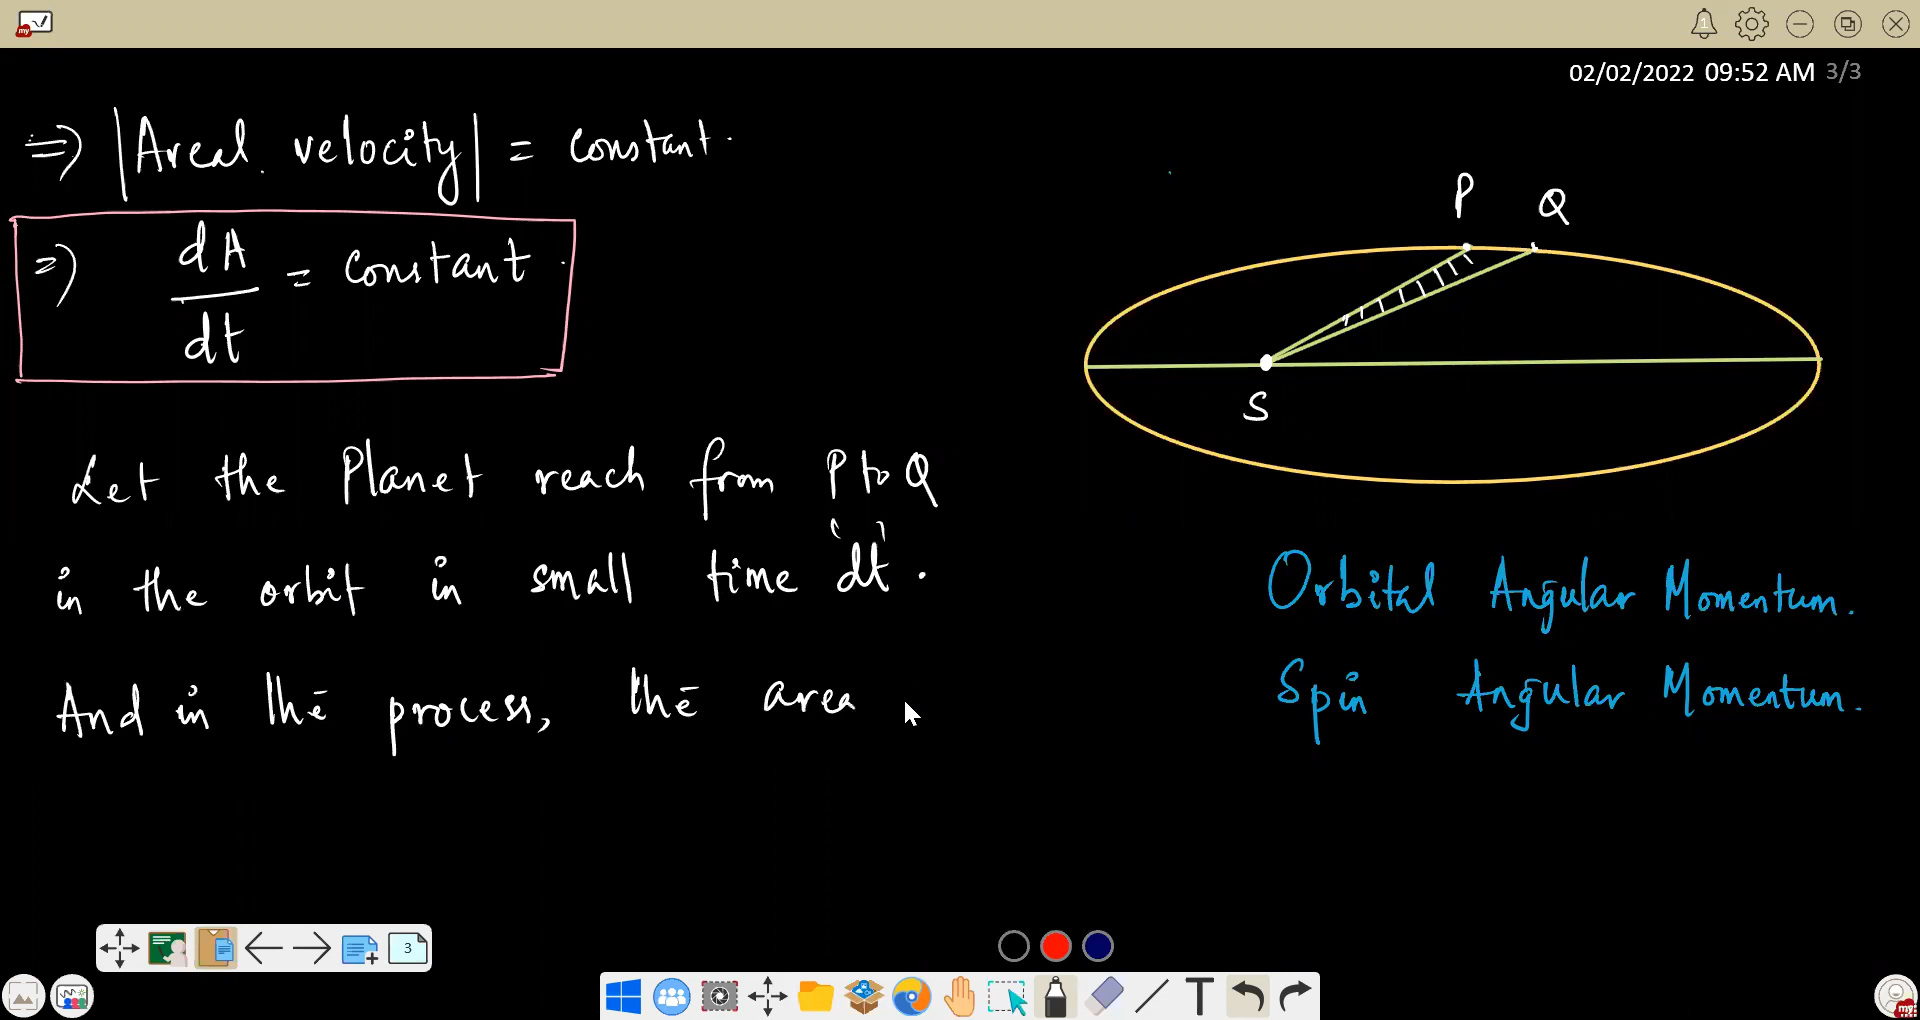 02/02/2022 09:52 AM 3/3
⇒ |Areal velocity| = constant.
⇒ dA/dt = constant
Let the Planet reach from P to Q
in the orbit in small time 'dt'.
And in the process, the area
P Q
S
Orbital Angular Momentum.
Spin Angular Momentum.
3
T